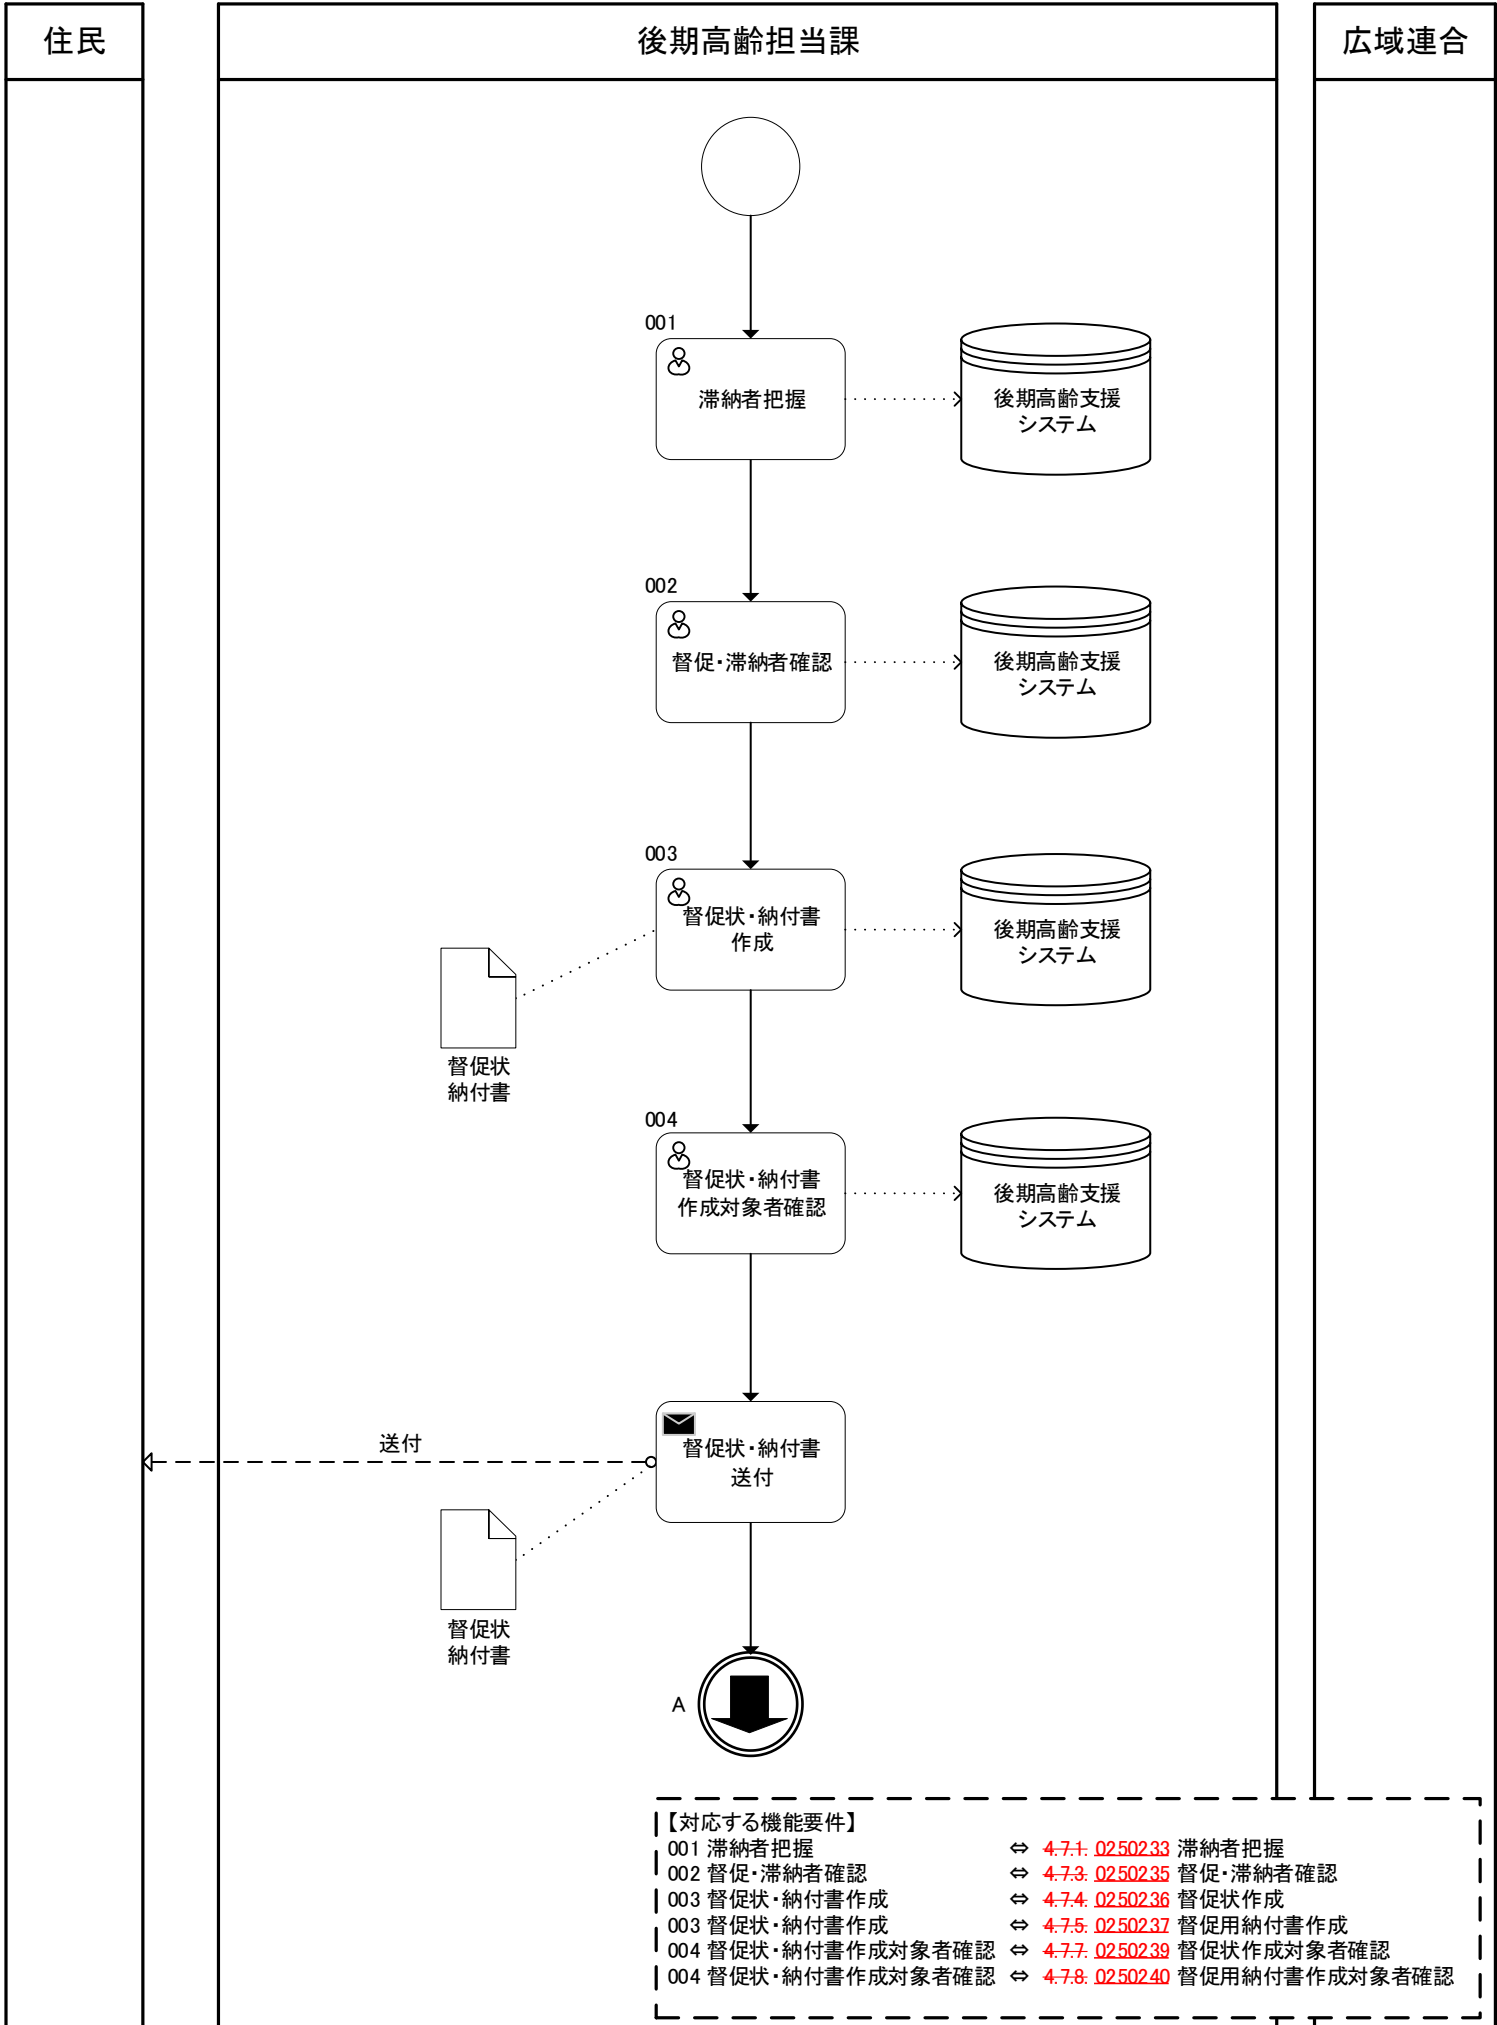 住民
後期高齢担当課
広域連合
001
滞納者把握
後期高齢支援
システム
002
督促・滞納者確認
後期高齢支援
システム
003
督促状・納付書
作成
後期高齢支援
システム
督促状
納付書
004
督促状・納付書
作成対象者確認
後期高齢支援
システム
送付
督促状・納付書
送付
督促状
納付書
A
【対応する機能要件】
001 滞納者把握 ⇔ 4.7.1. 0250233 滞納者把握
002 督促・滞納者確認 ⇔ 4.7.3. 0250235 督促・滞納者確認
003 督促状・納付書作成 ⇔ 4.7.4. 0250236 督促状作成
003 督促状・納付書作成 ⇔ 4.7.5. 0250237 督促用納付書作成
004 督促状・納付書作成対象者確認 ⇔ 4.7.7. 0250239 督促状作成対象者確認
004 督促状・納付書作成対象者確認 ⇔ 4.7.8. 0250240 督促用納付書作成対象者確認